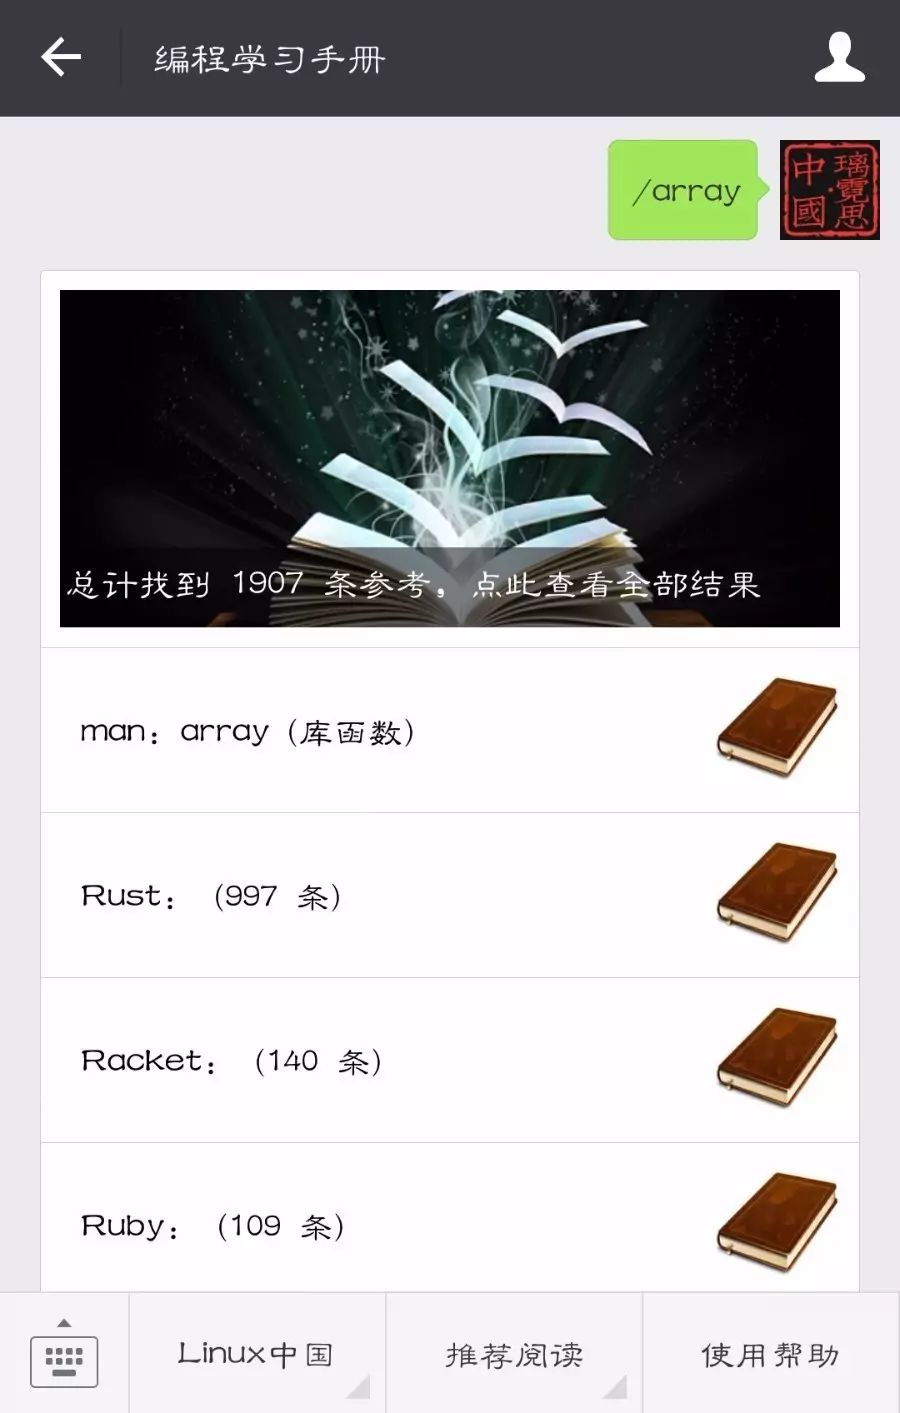 编程学习手册
/array
中國
璃霓思
总计找到 1907 条参考，点此查看全部结果
man：array (库函数)
Rust： (997 条)
Racket： (140 条)
Ruby： (109 条)
Linux中国
推荐阅读
使用帮助